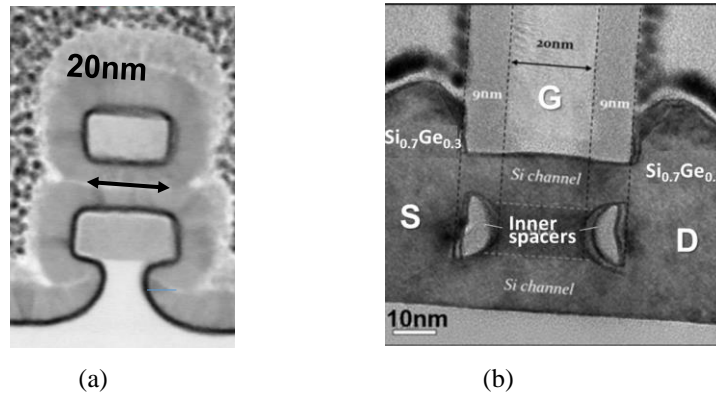 20nm
20nm
9nm
G
9nm
Si0.7Ge0.3
Si channel
Si0.7Ge0.
S
Inner
spacers
D
Si channel
10nm
(a)
(b)